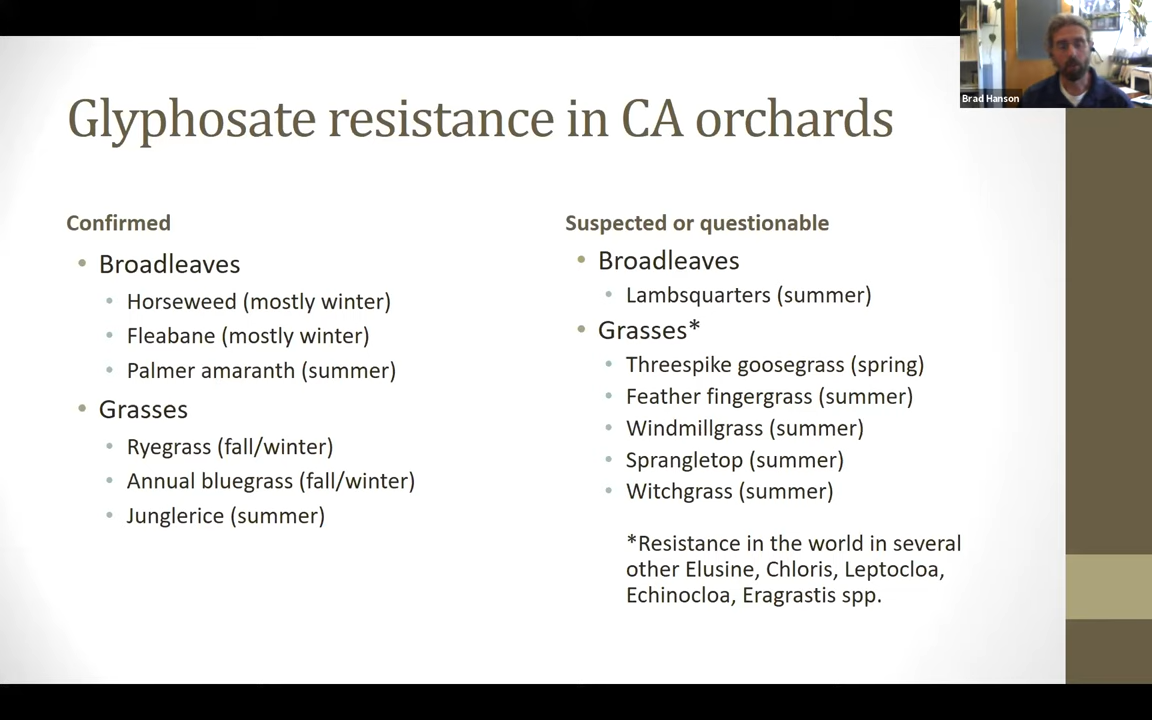 Brad Hanson
Glyphosate resistance in CA orchards
Confirmed
• Broadleaves
• Horseweed (mostly winter)
• Fleabane (mostly winter)
• Palmer amaranth (summer)
• Grasses
• Ryegrass (fall/winter)
• Annual bluegrass (fall/winter)
• Junglerice (summer)
Suspected or questionable
• Broadleaves
• Lambsquarters (summer)
• Grasses*
• Threespike goosegrass (spring)
• Feather fingergrass (summer)
• Windmillgrass (summer)
• Sprangletop (summer)
• Witchgrass (summer)
*Resistance in the world in several
other Elusine, Chloris, Leptocloa,
Echinocloa, Eragrastis spp.